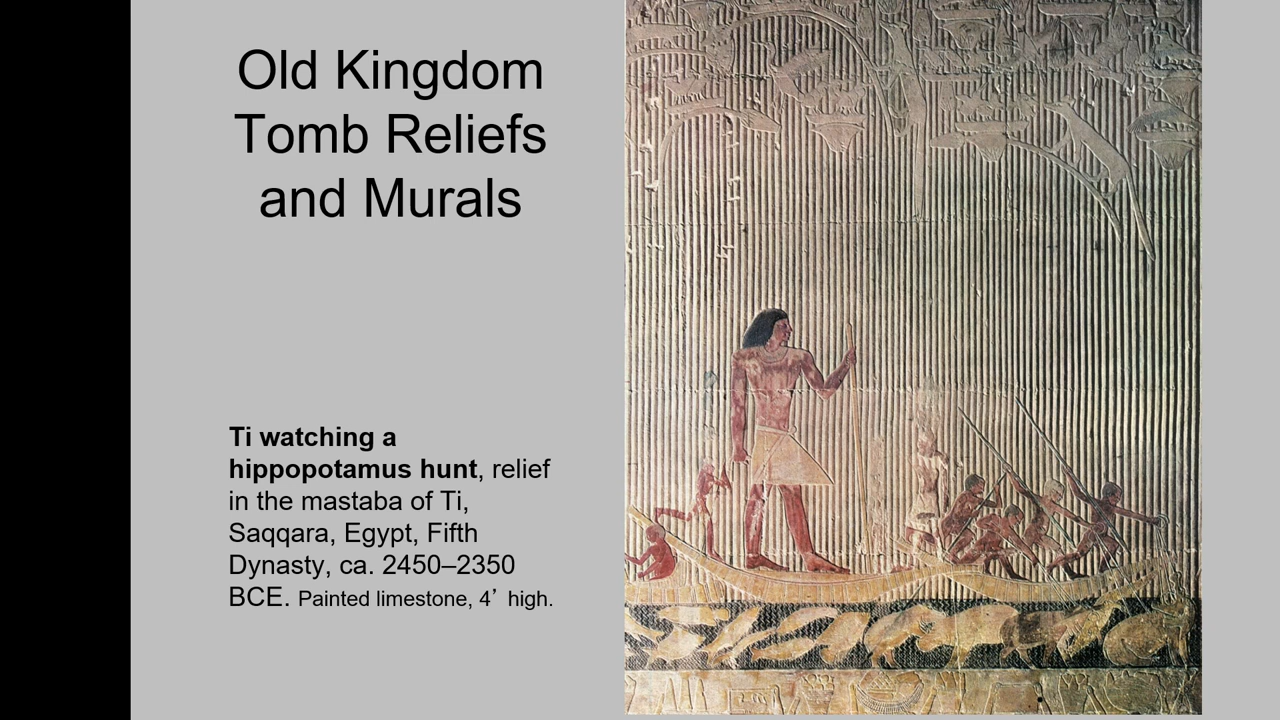 Old Kingdom
Tomb Reliefs
and Murals
Ti watching a
hippopotamus hunt, relief
in the mastaba of Ti,
Saqqara, Egypt, Fifth
Dynasty, ca. 2450–2350
BCE. Painted limestone, 4’ high.